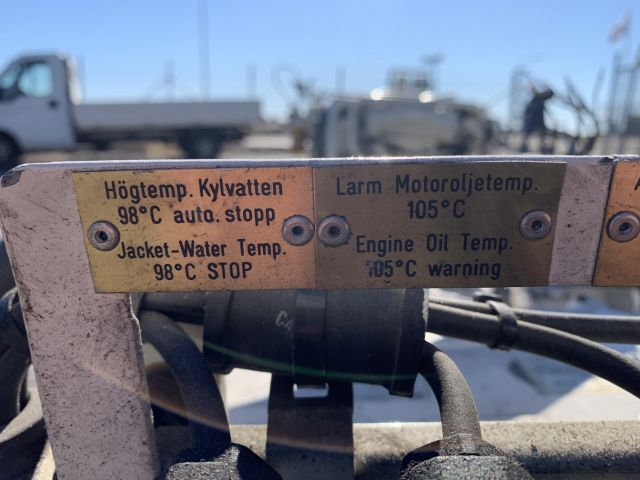 Högtemp. Kylvatten
98°C auto. stopp
Jacket-Water Temp.
98°C STOP
Larm Motoroljetemp.
105°C
Engine Oil Temp.
105°C warning
A